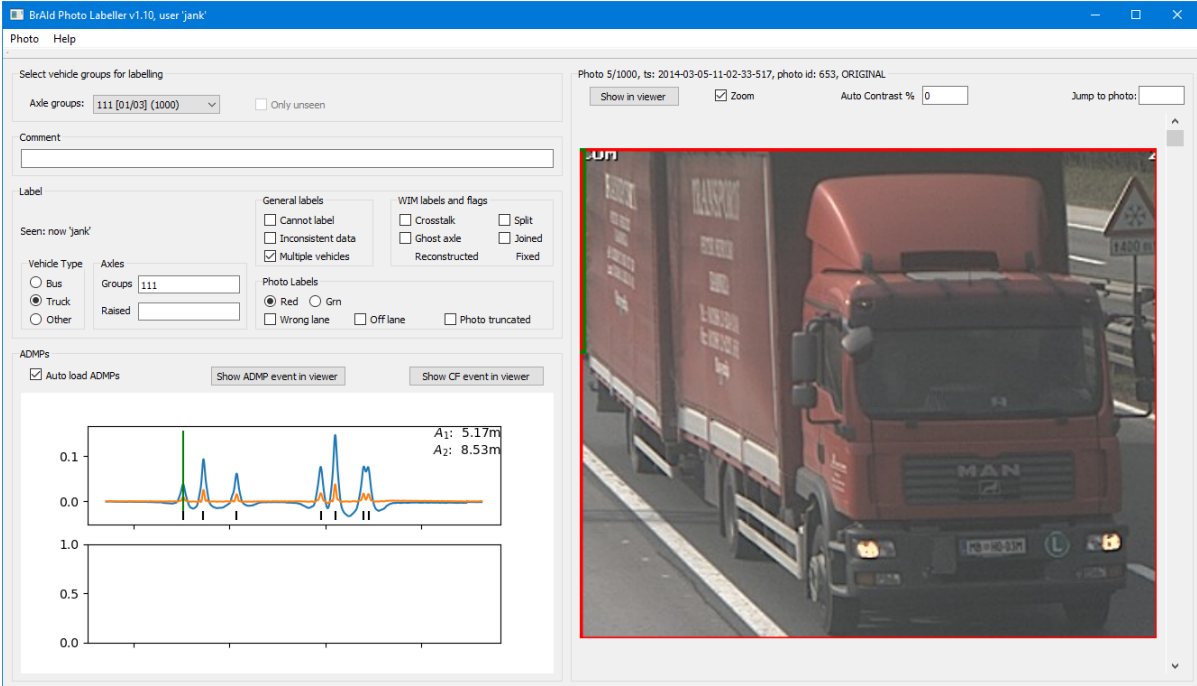 BrAId Photo Labeller v1.10, user 'jank'
Photo Help
Select vehicle groups for labelling
Axle groups: 111 [01/03] (1000) Only unseen
Comment
Label
Seen: now 'jank'
General labels
Cannot label
Inconsistent data
Multiple vehicles
WIM labels and flags
Crosstalk Split
Ghost axle Joined
Reconstructed Fixed
Vehicle Type
Bus
Truck
Other
Axles
Groups 111
Raised
Photo Labels
Red Grn
Wrong lane Off lane Photo truncated
ADMPs
Auto load ADMPs Show ADMP event in viewer Show CF event in viewer
A₁: 5.17m
A₂: 8.53m
0.1
0.0
1.0
0.5
0.0
Photo 5/1000, ts: 2014-03-05-11-02-33-517, photo id: 653, ORIGINAL
Show in viewer Zoom Auto Contrast % 0 Jump to photo:
TRANSPORT
MAN
L